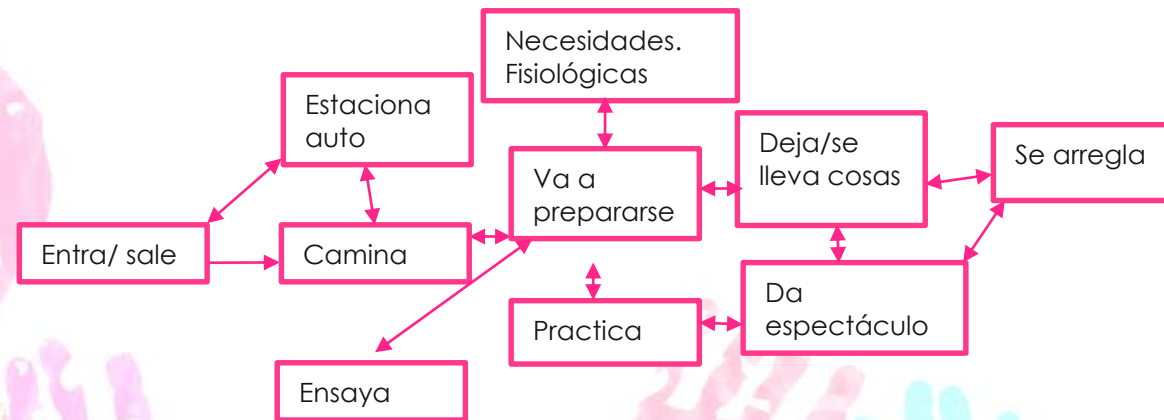 Necesidades.
Fisiológicas
Estaciona
auto
Deja/se
lleva cosas
Se arregla
Va a
prepararse
Entra/ sale
Camina
Da
espectáculo
Practica
Ensaya